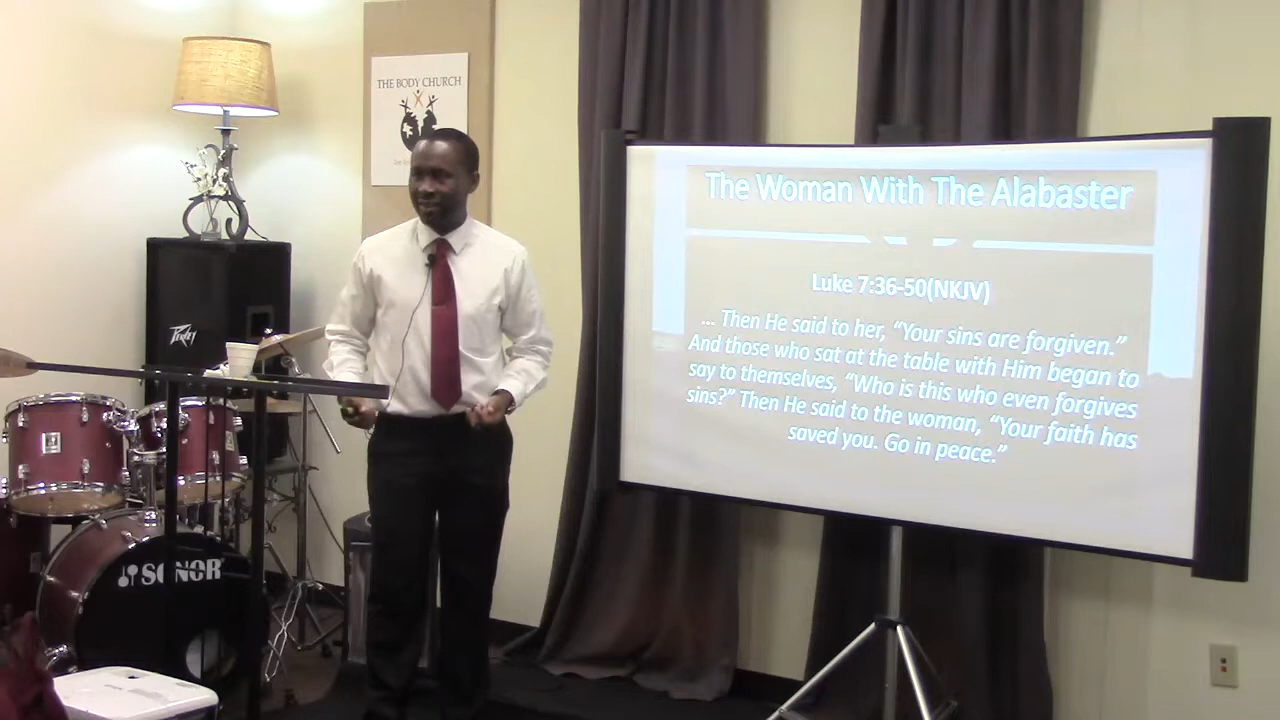 THE BODY CHURCH
The Woman With The Alabaster
Luke 7:36-50(NKJV)
... Then He said to her, “Your sins are forgiven.”
And those who sat at the table with Him began to
say to themselves, “Who is this who even forgives
sins?” Then He said to the woman, “Your faith has
saved you. Go in peace.”
PEAVEY
SONOR